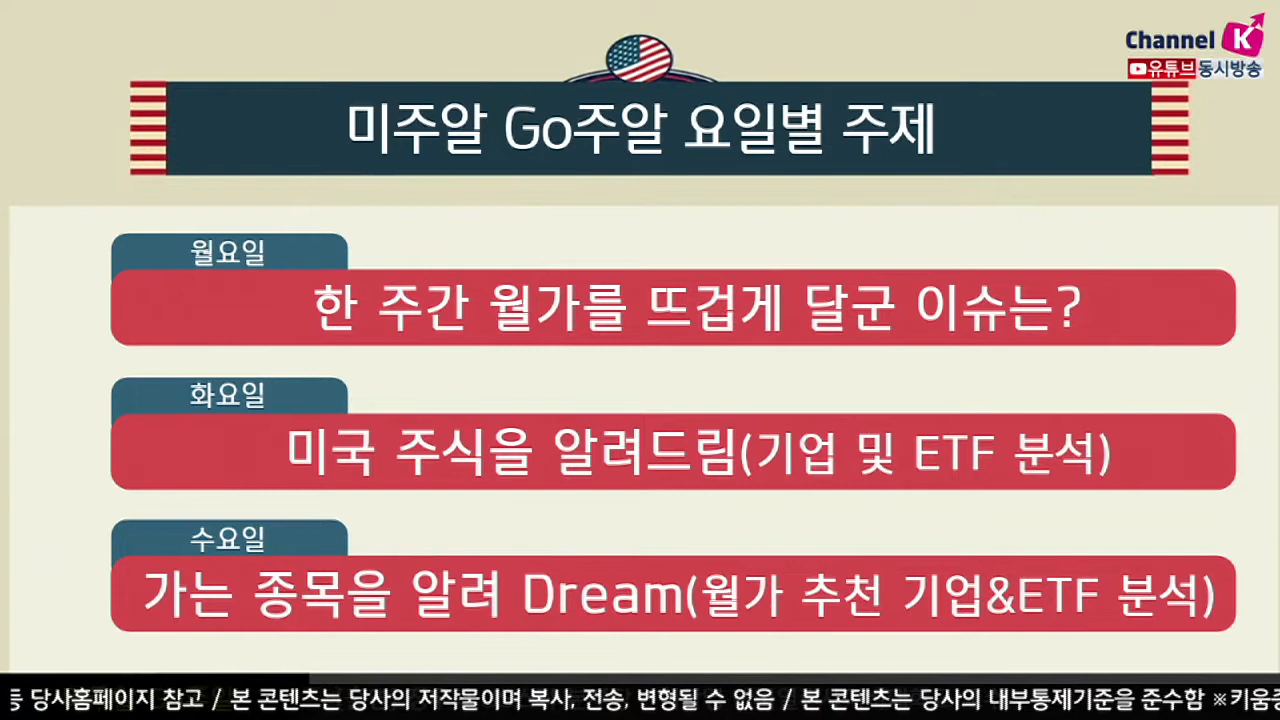 Channel K
유튜브 동시방송
미주알 Go주알 요일별 주제
월요일
한 주간 월가를 뜨겁게 달군 이슈는?
화요일
미국 주식을 알려드림(기업 및 ETF 분석)
수요일
가는 종목을 알려 Dream(월가 추천 기업&ETF 분석)
당사홈페이지 참고 / 본 콘텐츠는 당사의 저작물이며 복사, 전송, 변형될 수 없음 / 본 콘텐츠는 당사의 내부통제기준을 준수함 ※키움